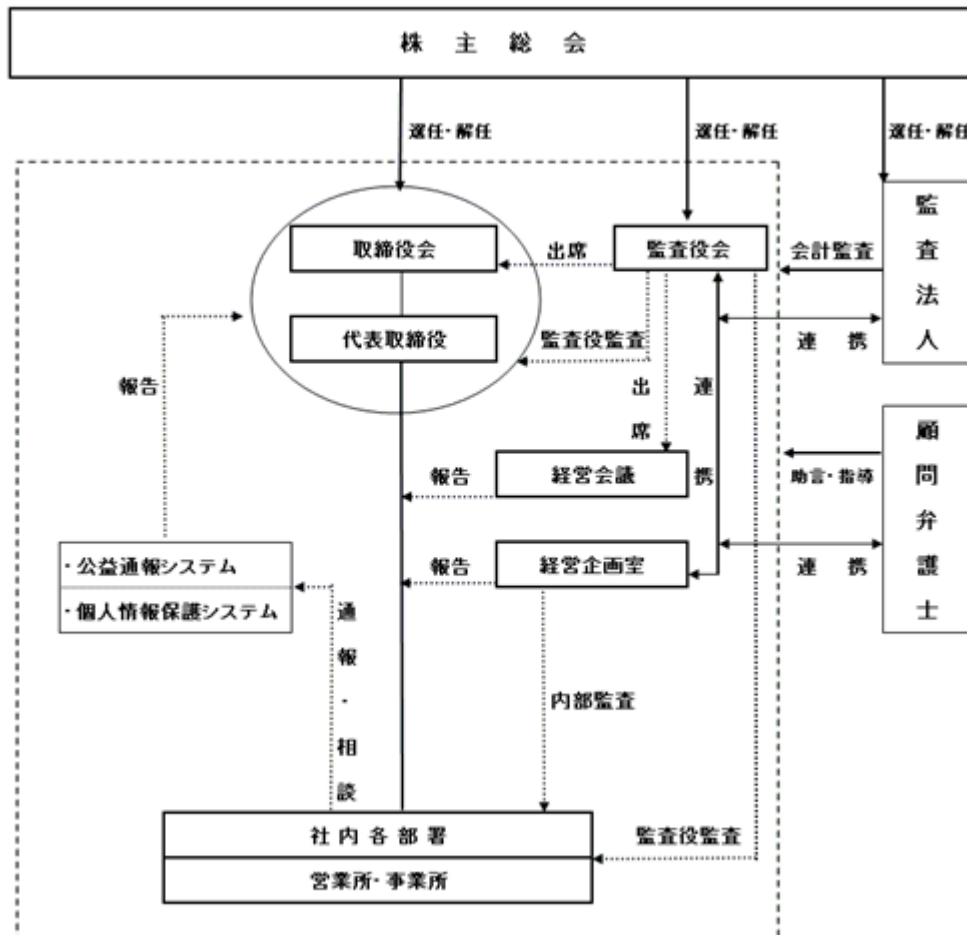 株主総会
選任・解任
選任・解任
選任・解任
監査法人
取締役会
出席
監査役会
会計監査
代表取締役
監査役監査
連携
報告
出席
連携
顧問弁護士
報告
経営会議
助言・指導
報告
経営企画室
連携
・公益通報システム
・個人情報保護システム
通報・相談
内部監査
社内各部署
監査役監査
営業所・事業所